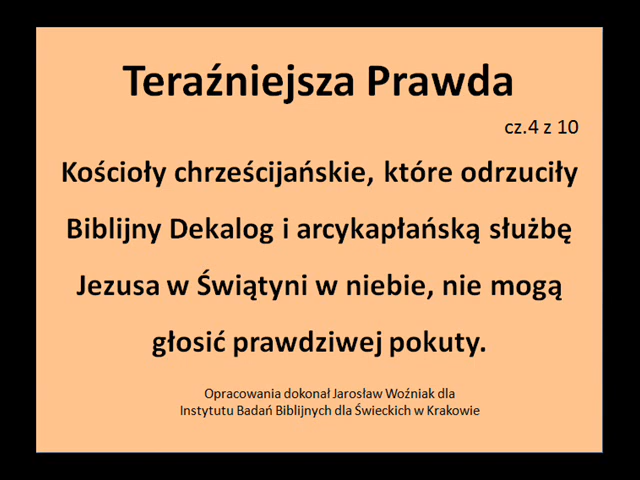 Teraźniejsza Prawda
cz.4 z 10
Kościoły chrześcijańskie, które odrzuciły
Biblijny Dekalog i arcykapłańską służbę
Jezusa w Świątyni w niebie, nie mogą
głosić prawdziwej pokuty.
Opracowania dokonał Jarosław Woźniak dla
Instytutu Badań Biblijnych dla Świeckich w Krakowie